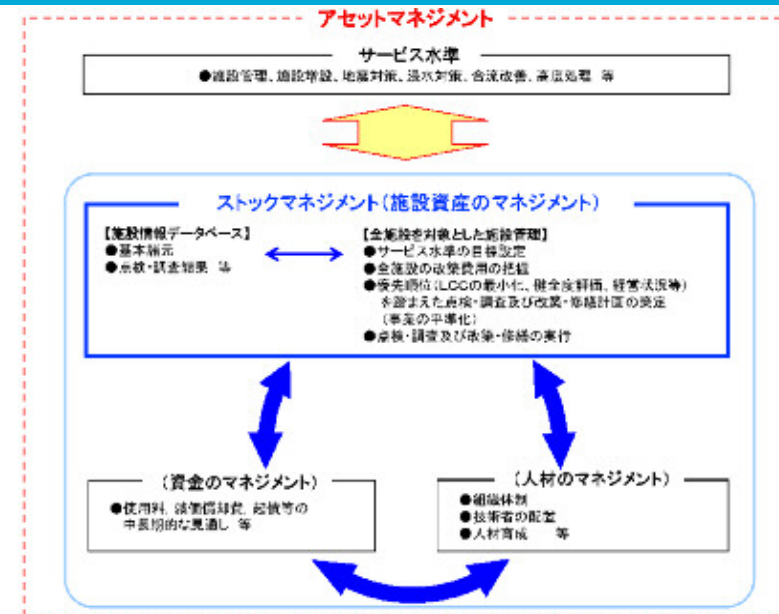 アセットマネジメント
サービス水準
●施設管理、施設増設、地震対策、浸水対策、合流改善、高度処理 等
ストックマネジメント(施設資産のマネジメント)
【施設情報データベース】
●基本諸元
●点検・調査結果 等
【全施設を対象とした施設管理】
●サービス水準の目標設定
●全施設の改築費用の把握
●優先順位(LCCの最小化、健全度評価、経営状況等)
を踏まえた点検・調査及び改築・修繕計画の策定
(事業の平準化)
●点検・調査及び改築・修繕の実行
(資金のマネジメント)
●使用料、減価償却費、起債等の
中長期的な見通し 等
(人材のマネジメント)
●組織体制
●技術者の配置
●人材育成 等